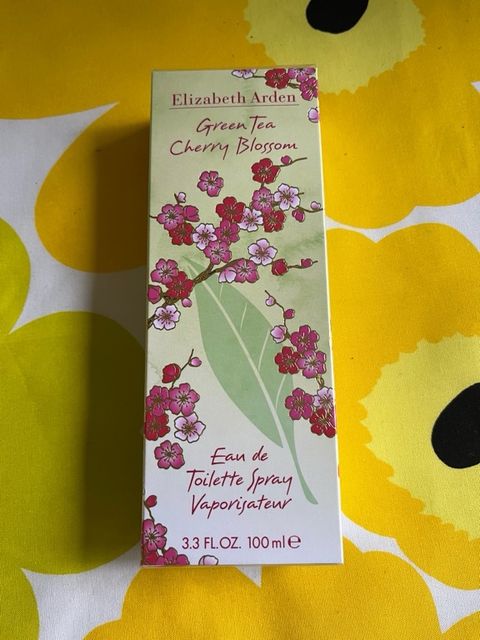 Elizabeth Arden
Green Tea
Cherry Blossom
Eau de
Toilette Spray
Vaporisateur
3.3 FL.OZ. 100 ml ℮